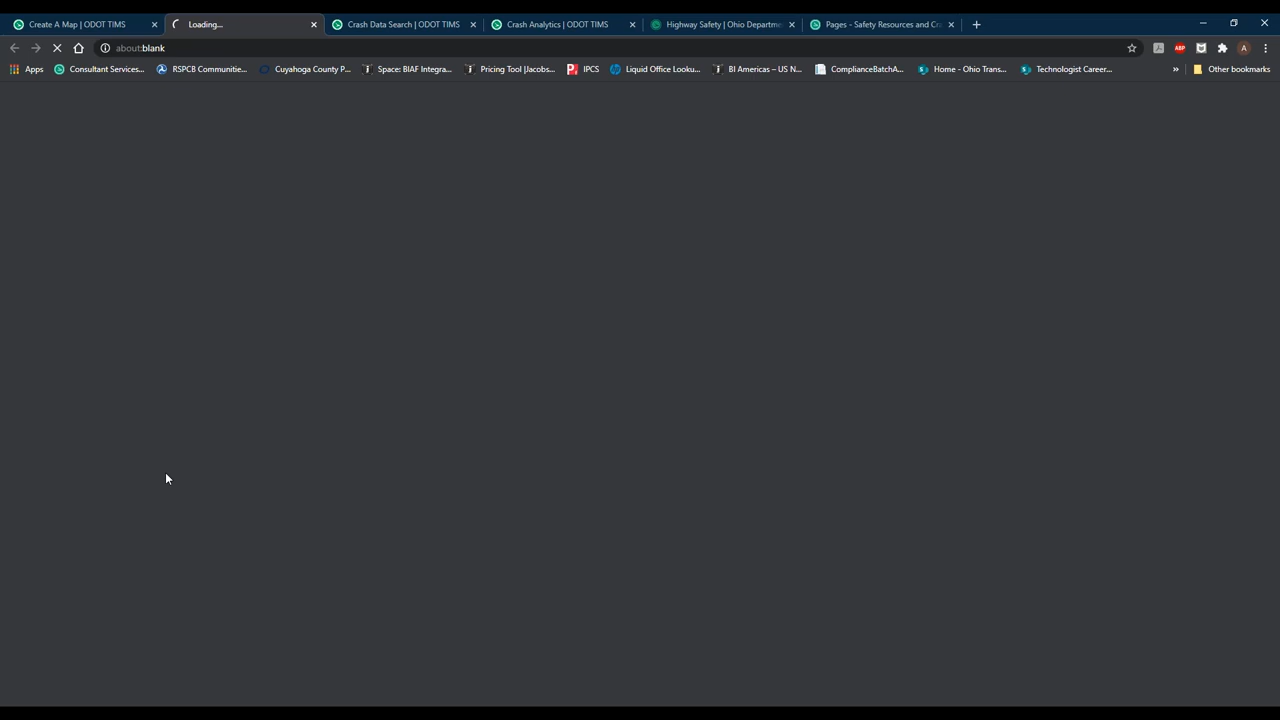 Create A Map | ODOT TIMS
Loading...
Crash Data Search | ODOT TIMS
Crash Analytics | ODOT TIMS
Highway Safety | Ohio Departme
Pages - Safety Resources and Cra
about:blank
ABP
A
Apps
Consultant Services...
RSPCB Communitie...
Cuyahoga County P...
Space: BIAF Integra...
Pricing Tool |Jacobs...
IPCS
Liquid Office Looku...
BI Americas – US N...
ComplianceBatchA...
Home - Ohio Trans...
Technologist Career...
»
Other bookmarks